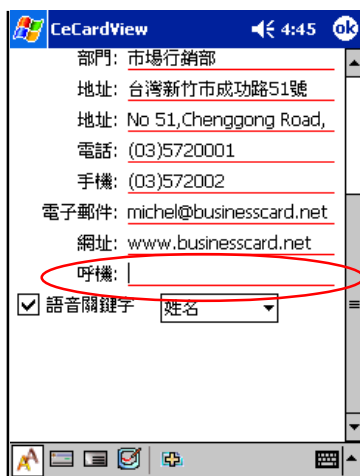 CeCardView 4:45 ok
部門: 市場行銷部
地址: 台灣新竹市成功路51號
地址: No 51,Chenggong Road,
電話: (03)5720001
手機: (03)572002
電子郵件: michel@businesscard.net
網址: www.businesscard.net
呼機:
語音關鍵字 姓名